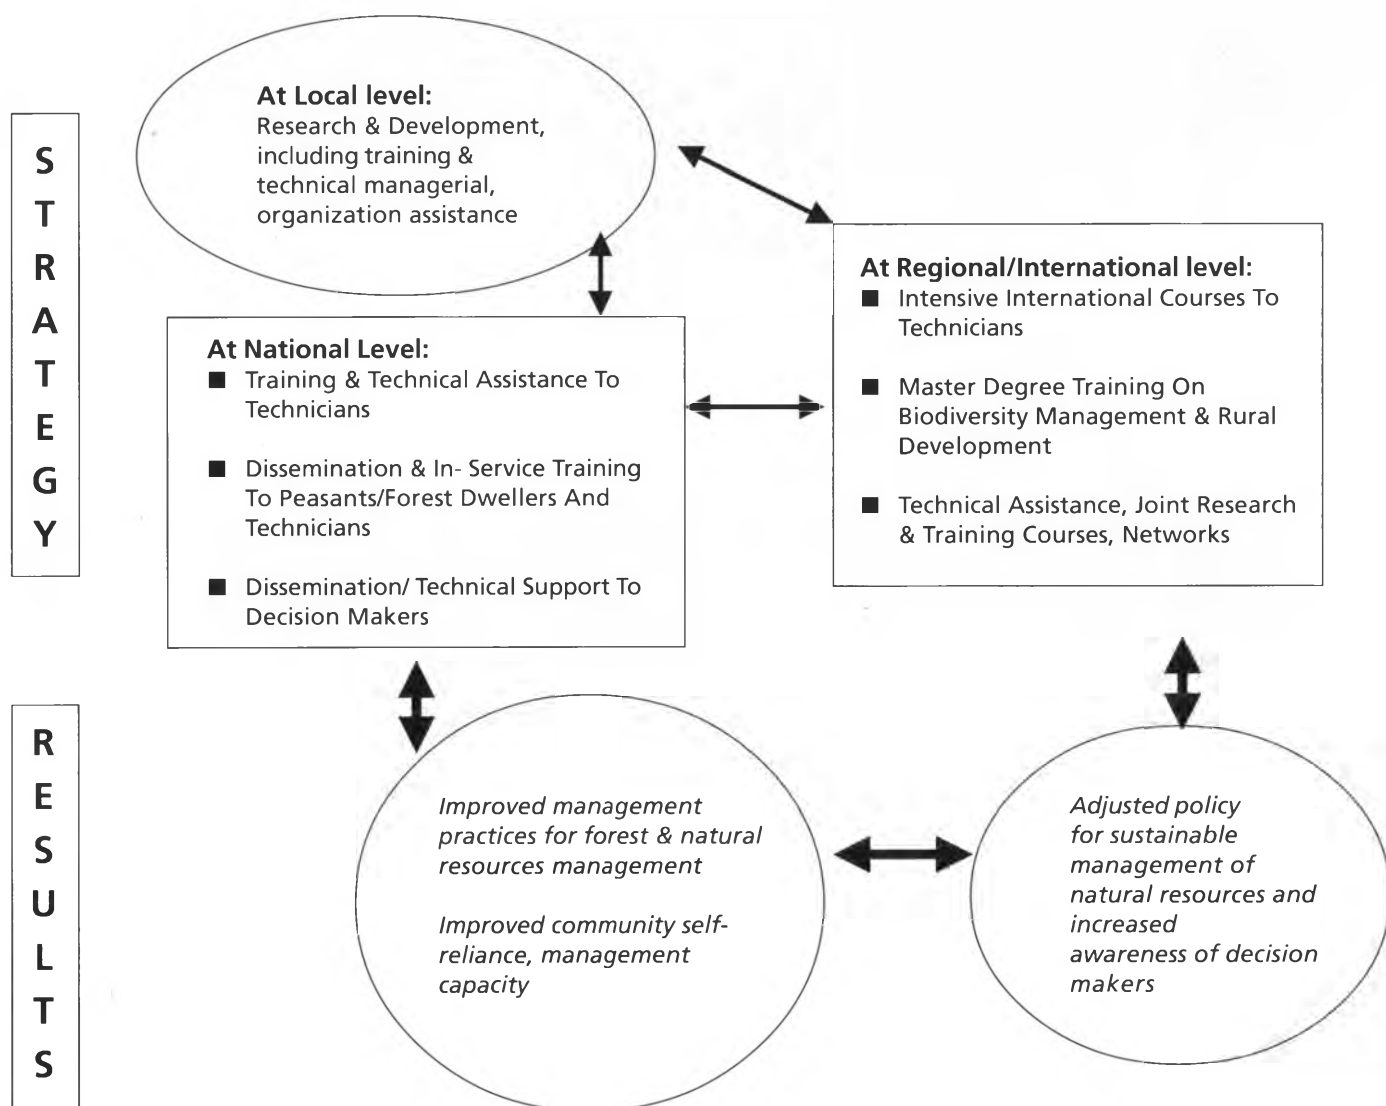 STRATEGY
At Local level:
Research & Development,
including training &
technical managerial,
organization assistance
At National Level:
■ Training & Technical Assistance To
Technicians
■ Dissemination & In- Service Training
To Peasants/Forest Dwellers And
Technicians
■ Dissemination/ Technical Support To
Decision Makers
At Regional/International level:
■ Intensive International Courses To
Technicians
■ Master Degree Training On
Biodiversity Management & Rural
Development
■ Technical Assistance, Joint Research
& Training Courses, Networks
RESULTS
Improved management
practices for forest & natural
resources management
Improved community self-
reliance, management
capacity
Adjusted policy
for sustainable
management of
natural resources and
increased
awareness of decision
makers